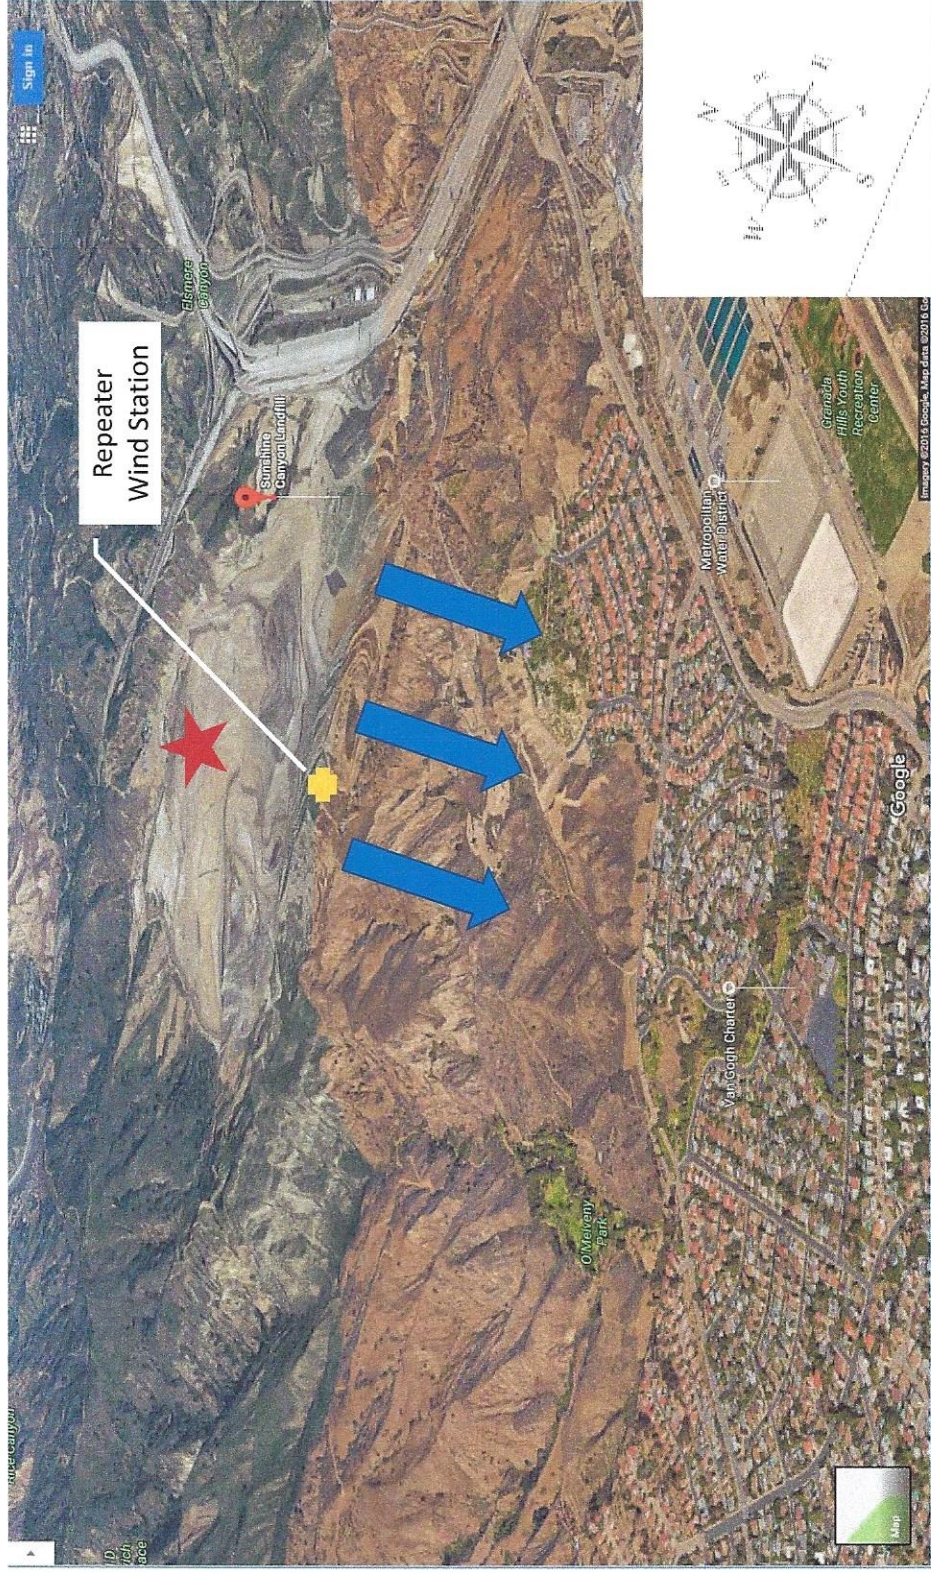 Sign in
Repeater
Wind Station
Elsmere
Canyon
Sunshine
Canyon Landfill
O'Melveny
Park
Van Gogh Charter
Metropolitan
Water District
Granada
Hills Youth
Recreation
Center
Map
Google
Imagery ©2016 Google, Map data ©2016 Go
N
E
S
W